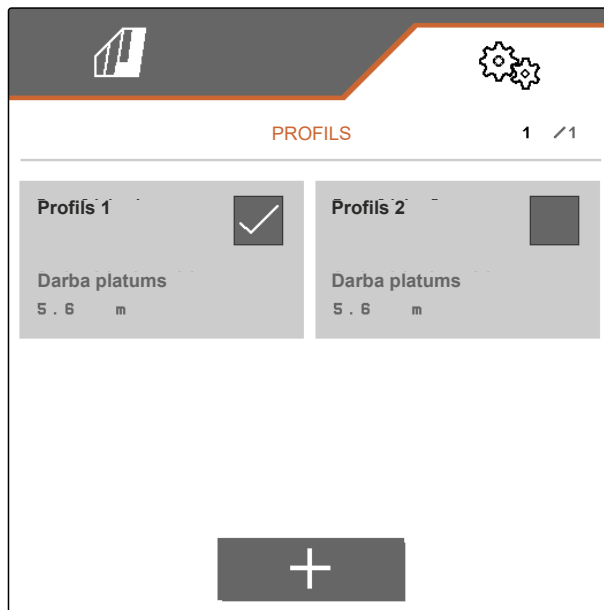 PROFILS 1 /1
Profils 1
Darba platums
5.6 m
Profils 2
Darba platums
5.6 m